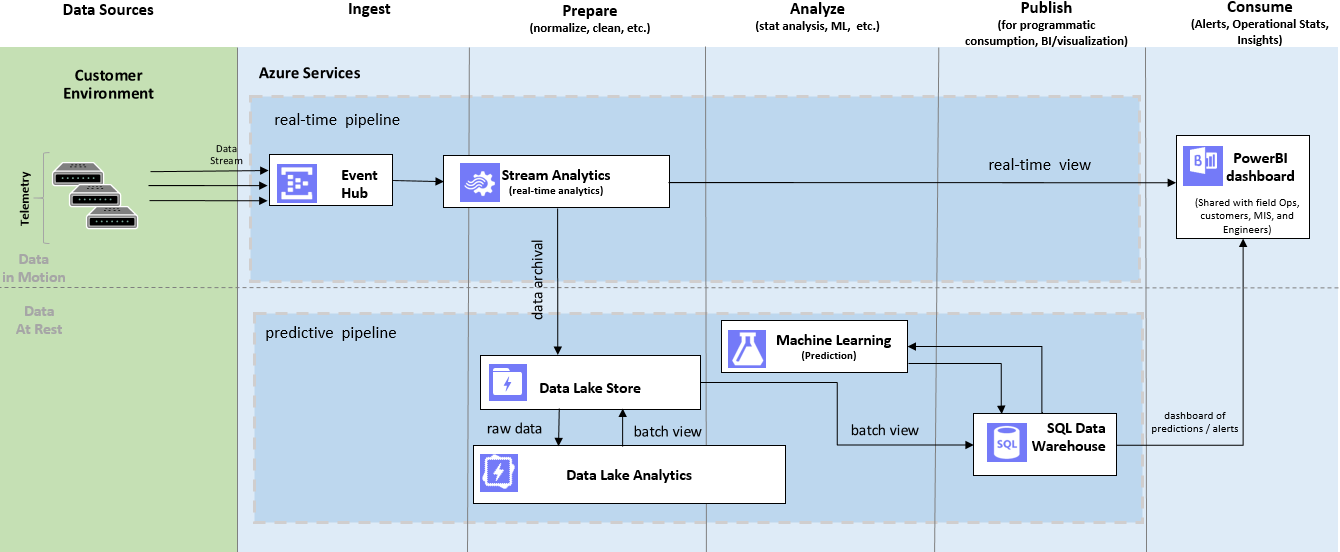 Data Sources
Ingest
Prepare
(normalize, clean, etc.)
Analyze
(stat analysis, ML, etc.)
Publish
(for programmatic
consumption, BI/visualization)
Consume
(Alerts, Operational Stats,
Insights)
Customer
Environment
Azure Services
real-time pipeline
Telemetry
Data
Stream
Event
Hub
Stream Analytics
(real-time analytics)
real-time view
B
PowerBI
dashboard
(Shared with field Ops,
customers, MIS, and
Engineers)
Data
in Motion
Data
At Rest
data archival
predictive pipeline
Machine Learning
(Prediction)
Data Lake Store
raw data
batch view
batch view
Data Lake Analytics
SQL
SQL Data
Warehouse
dashboard of
predictions / alerts